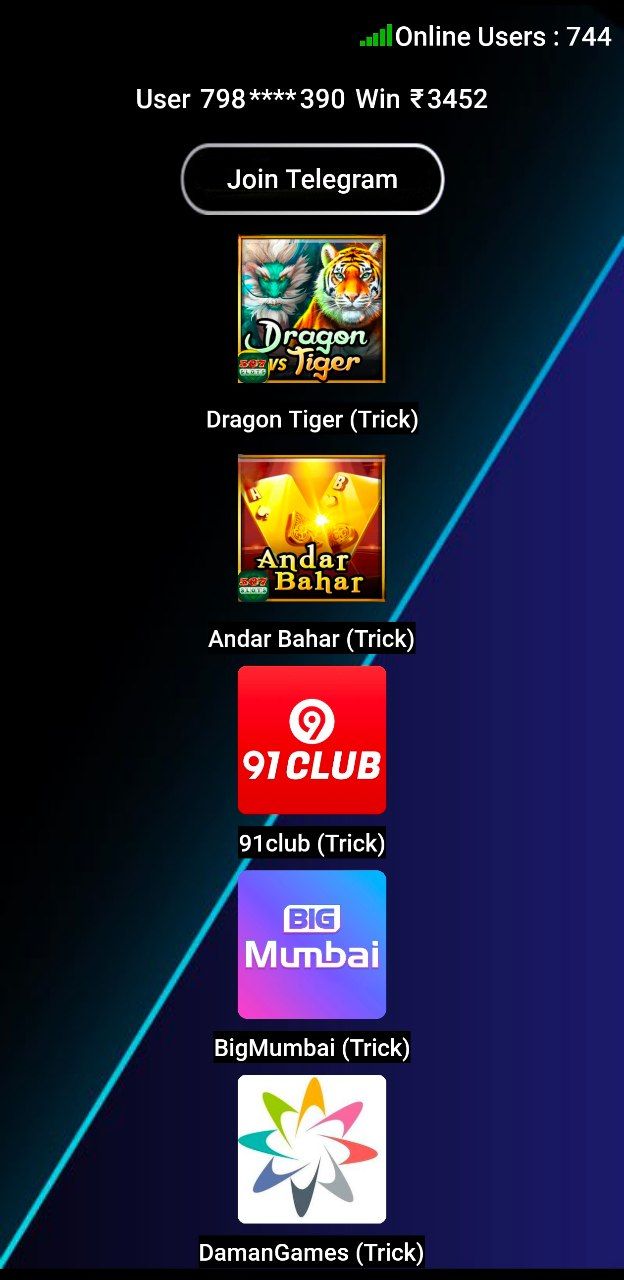 Online Users : 744
User 798****390 Win ₹3452
Join Telegram
Dragon
vs Tiger
Dragon Tiger (Trick)
B
Andar
Bahar
Andar Bahar (Trick)
9
91 CLUB
91club (Trick)
BIG
Mumbai
BigMumbai (Trick)
DamanGames (Trick)